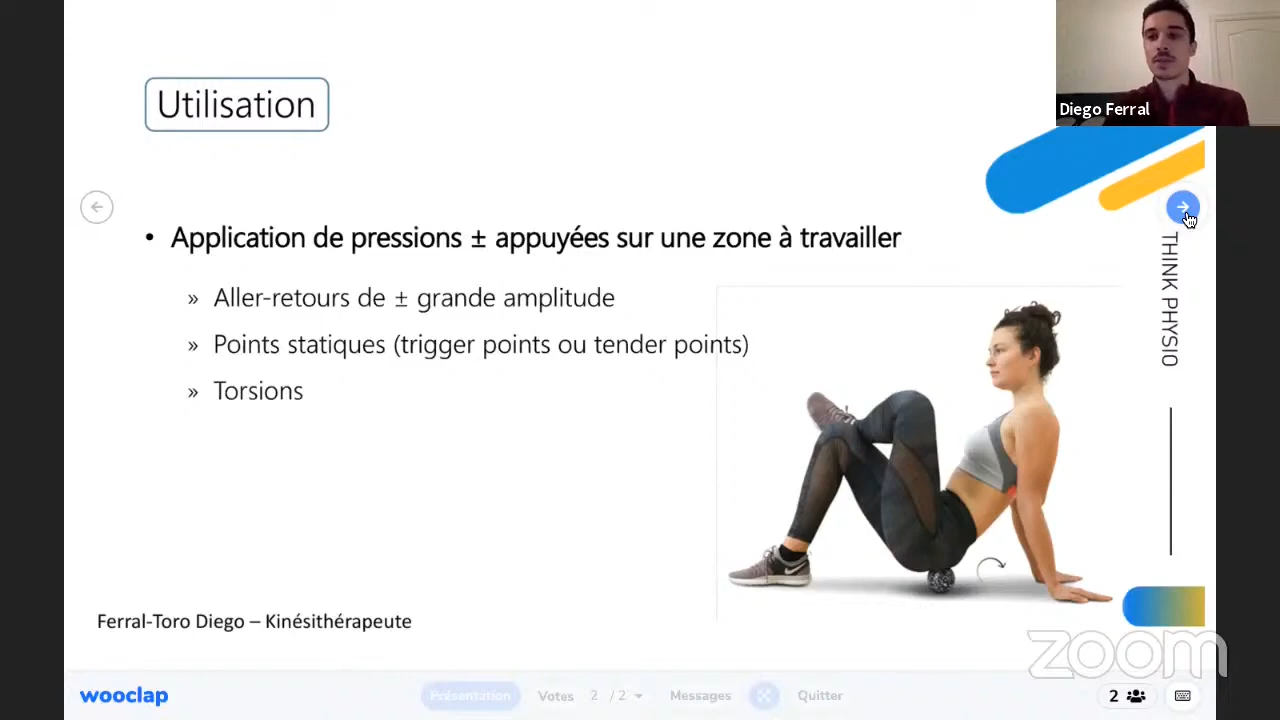 Utilisation
Diego Ferral
• Application de pressions ± appuyées sur une zone à travailler
» Aller-retours de ± grande amplitude
» Points statiques (trigger points ou tender points)
» Torsions
THINK PHYSIO
Ferral-Toro Diego – Kinésithérapeute
zoom
wooclap
Présentation
Votes
2 / 2
Messages
Quitter
2